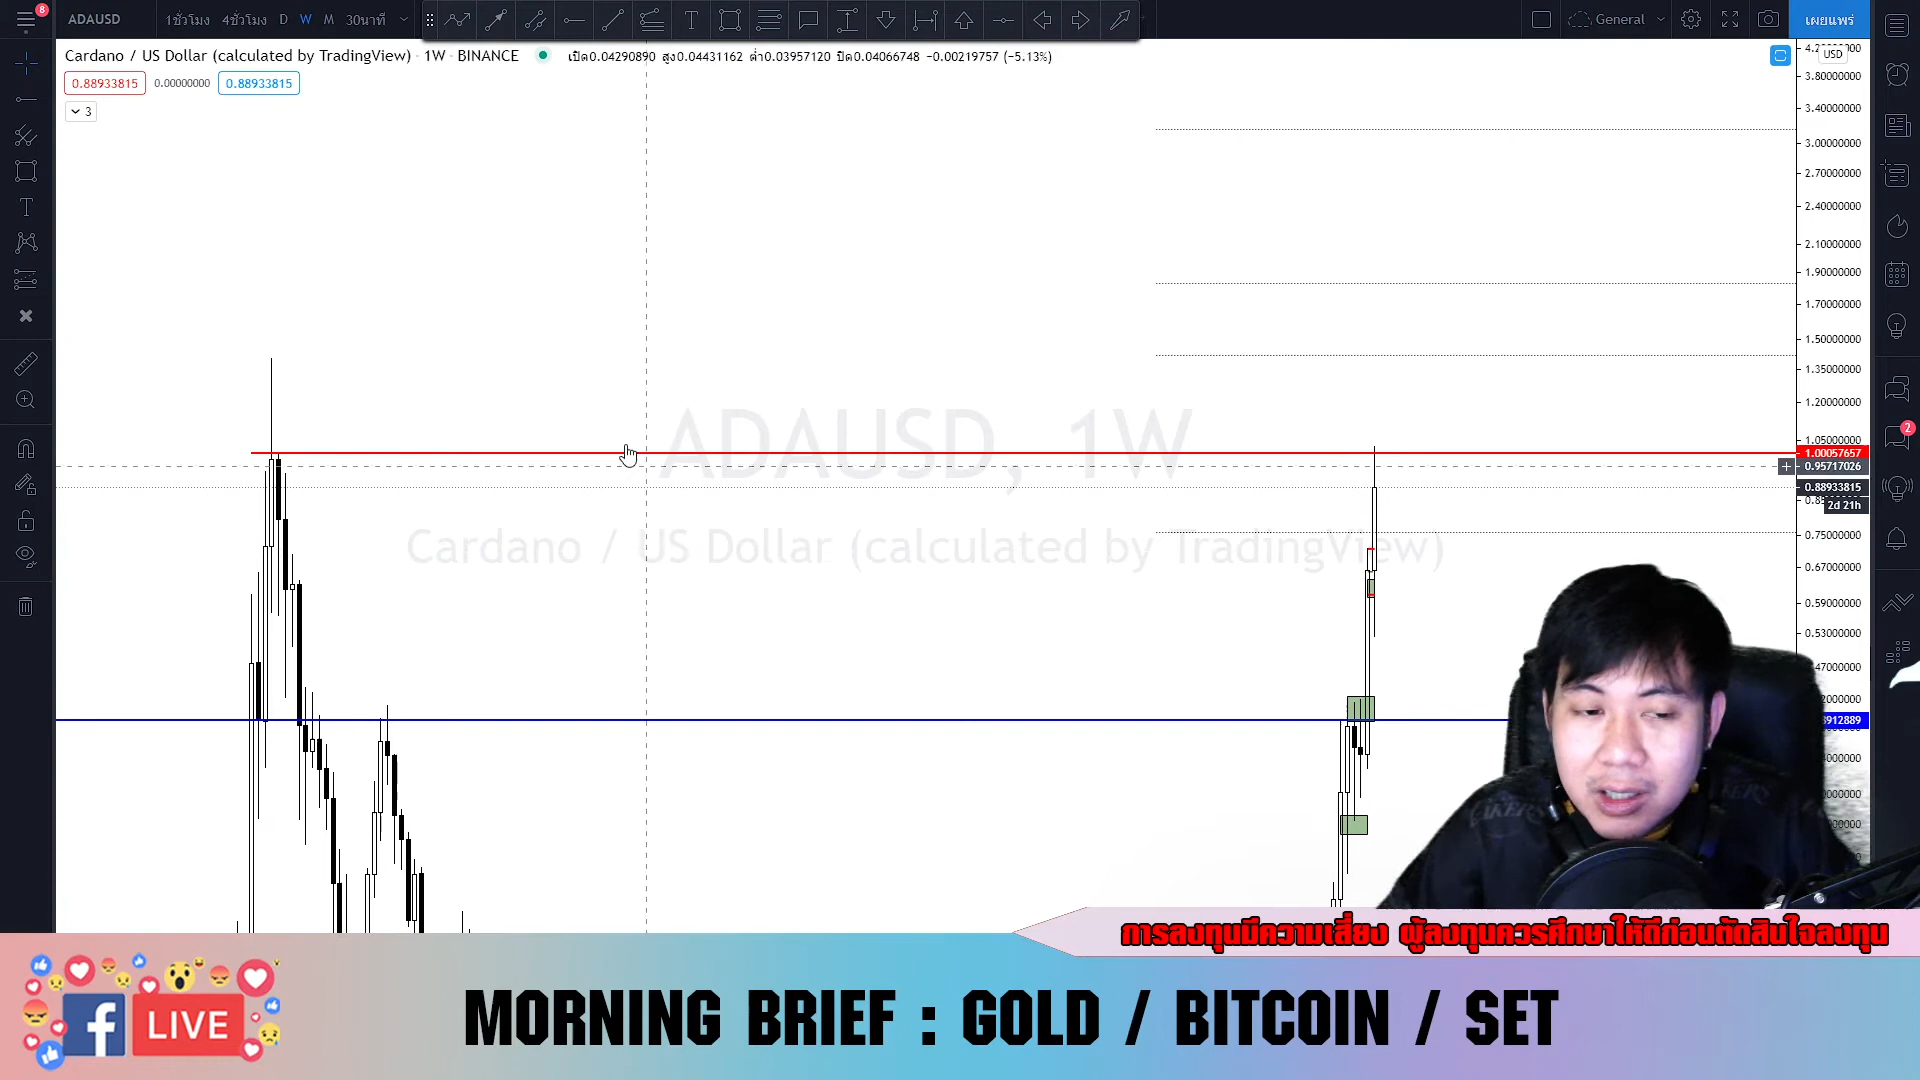 8
ADAUSD
1ชั่วโมง 4ชั่วโมง D W M 30นาที
General
เผยแพร่
Cardano / US Dollar (calculated by TradingView) · 1W · BINANCE
เปิด0.04290890 สูง0.04431162 ต่ำ0.03957120 ปิด0.04066748 −0.00219757 (−5.13%)
USD
0.88933815 0.00000000 0.88933815
3
3.80000000
3.40000000
3.00000000
2.70000000
2.40000000
2.10000000
1.90000000
1.70000000
1.50000000
1.35000000
1.20000000
1.05000000
2
1.00057657
0.95717026
0.88933815
2d 21h
0.75000000
0.67000000
0.59000000
0.53000000
ADAUSD, 1W
Cardano / US Dollar (calculated by TradingView)
การลงทุนมีความเสี่ยง ผู้ลงทุนควรศึกษาให้ดีก่อนตัดสินใจลงทุน
f LIVE
MORNING BRIEF : GOLD / BITCOIN / SET